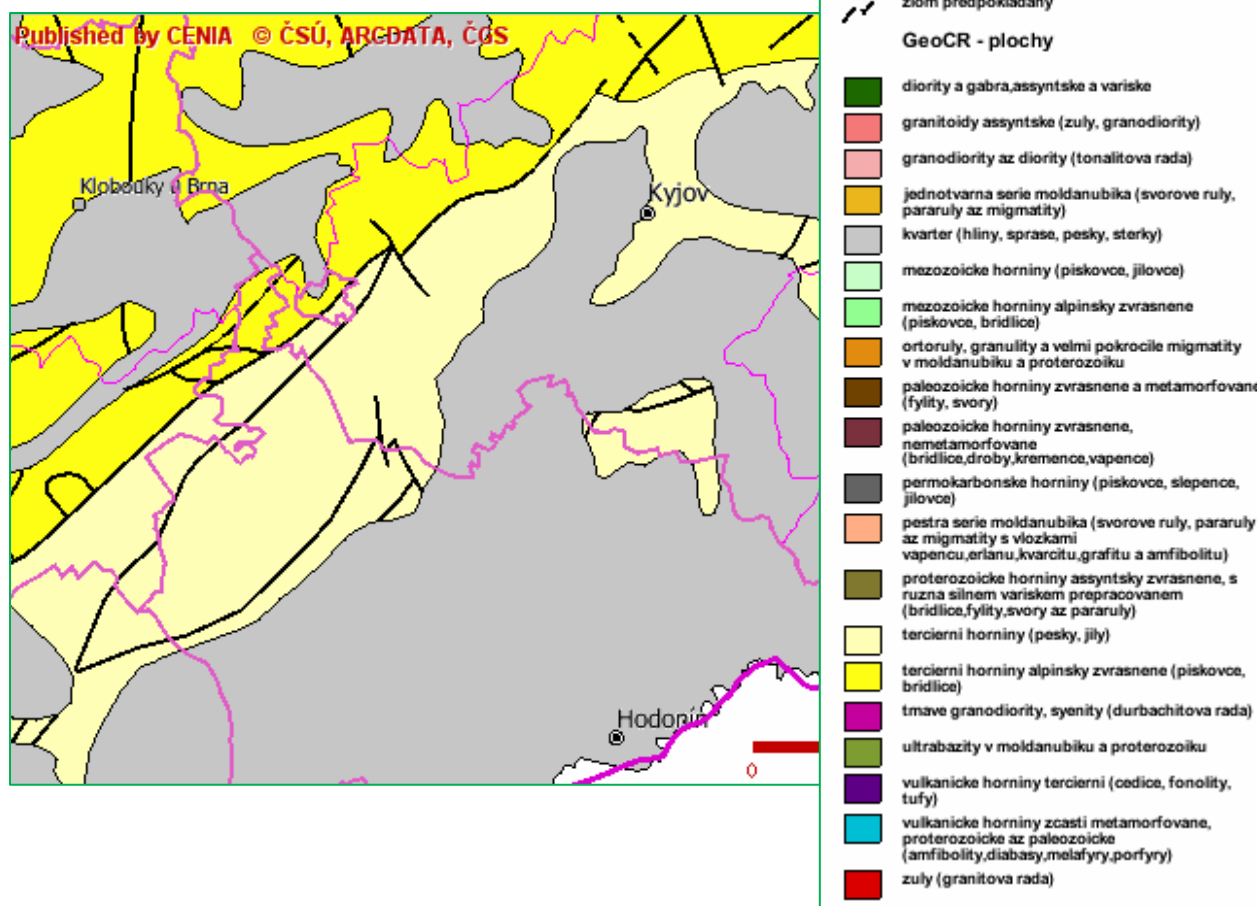 Published by CENIA © ČSÚ, ARCDATA, ČGS
Klobouky u Brna
Kyjov
Hodonín
0
zlom predpokladany
GeoCR - plochy
diority a gabra,assyntske a variske
granitoidy assyntske (zuly, granodiority)
granodiority az diority (tonalitova rada)
jednotvarna serie moldanubika (svorove ruly,
pararuly az migmatity)
kvarter (hliny, sprase, pesky, sterky)
mezozoicke horniny (piskovce, jilovce)
mezozoicke horniny alpinsky zvrasnene
(piskovce, bridlice)
ortoruly, granulity a velmi pokrocile migmatity
v moldanubiku a proterozoiku
paleozoicke horniny zvrasnene a metamorfovane
(fylity, svory)
paleozoicke horniny zvrasnene,
nemetamorfovane
(bridlice,droby,kremence,vapence)
permokarbonske horniny (piskovce, slepence,
jilovce)
pestra serie moldanubika (svorove ruly, pararuly
az migmatity s vlozkami
vapencu,erlanu,kvarcitu,grafitu a amfibolitu)
proterozoicke horniny assyntsky zvrasnene, s
ruzna silnem variskem prepracovanem
(bridlice,fylity,svory az pararuly)
tercierni horniny (pesky, jily)
tercierni horniny alpinsky zvrasnene (piskovce,
bridlice)
tmave granodiority, syenity (durbachitova rada)
ultrabazity v moldanubiku a proterozoiku
vulkanicke horniny tercierni (cedice, fonolity,
tufy)
vulkanicke horniny zcasti metamorfovane,
proterozoicke az paleozoicke
(amfibolity,diabasy,melafyry,porfyry)
zuly (granitova rada)